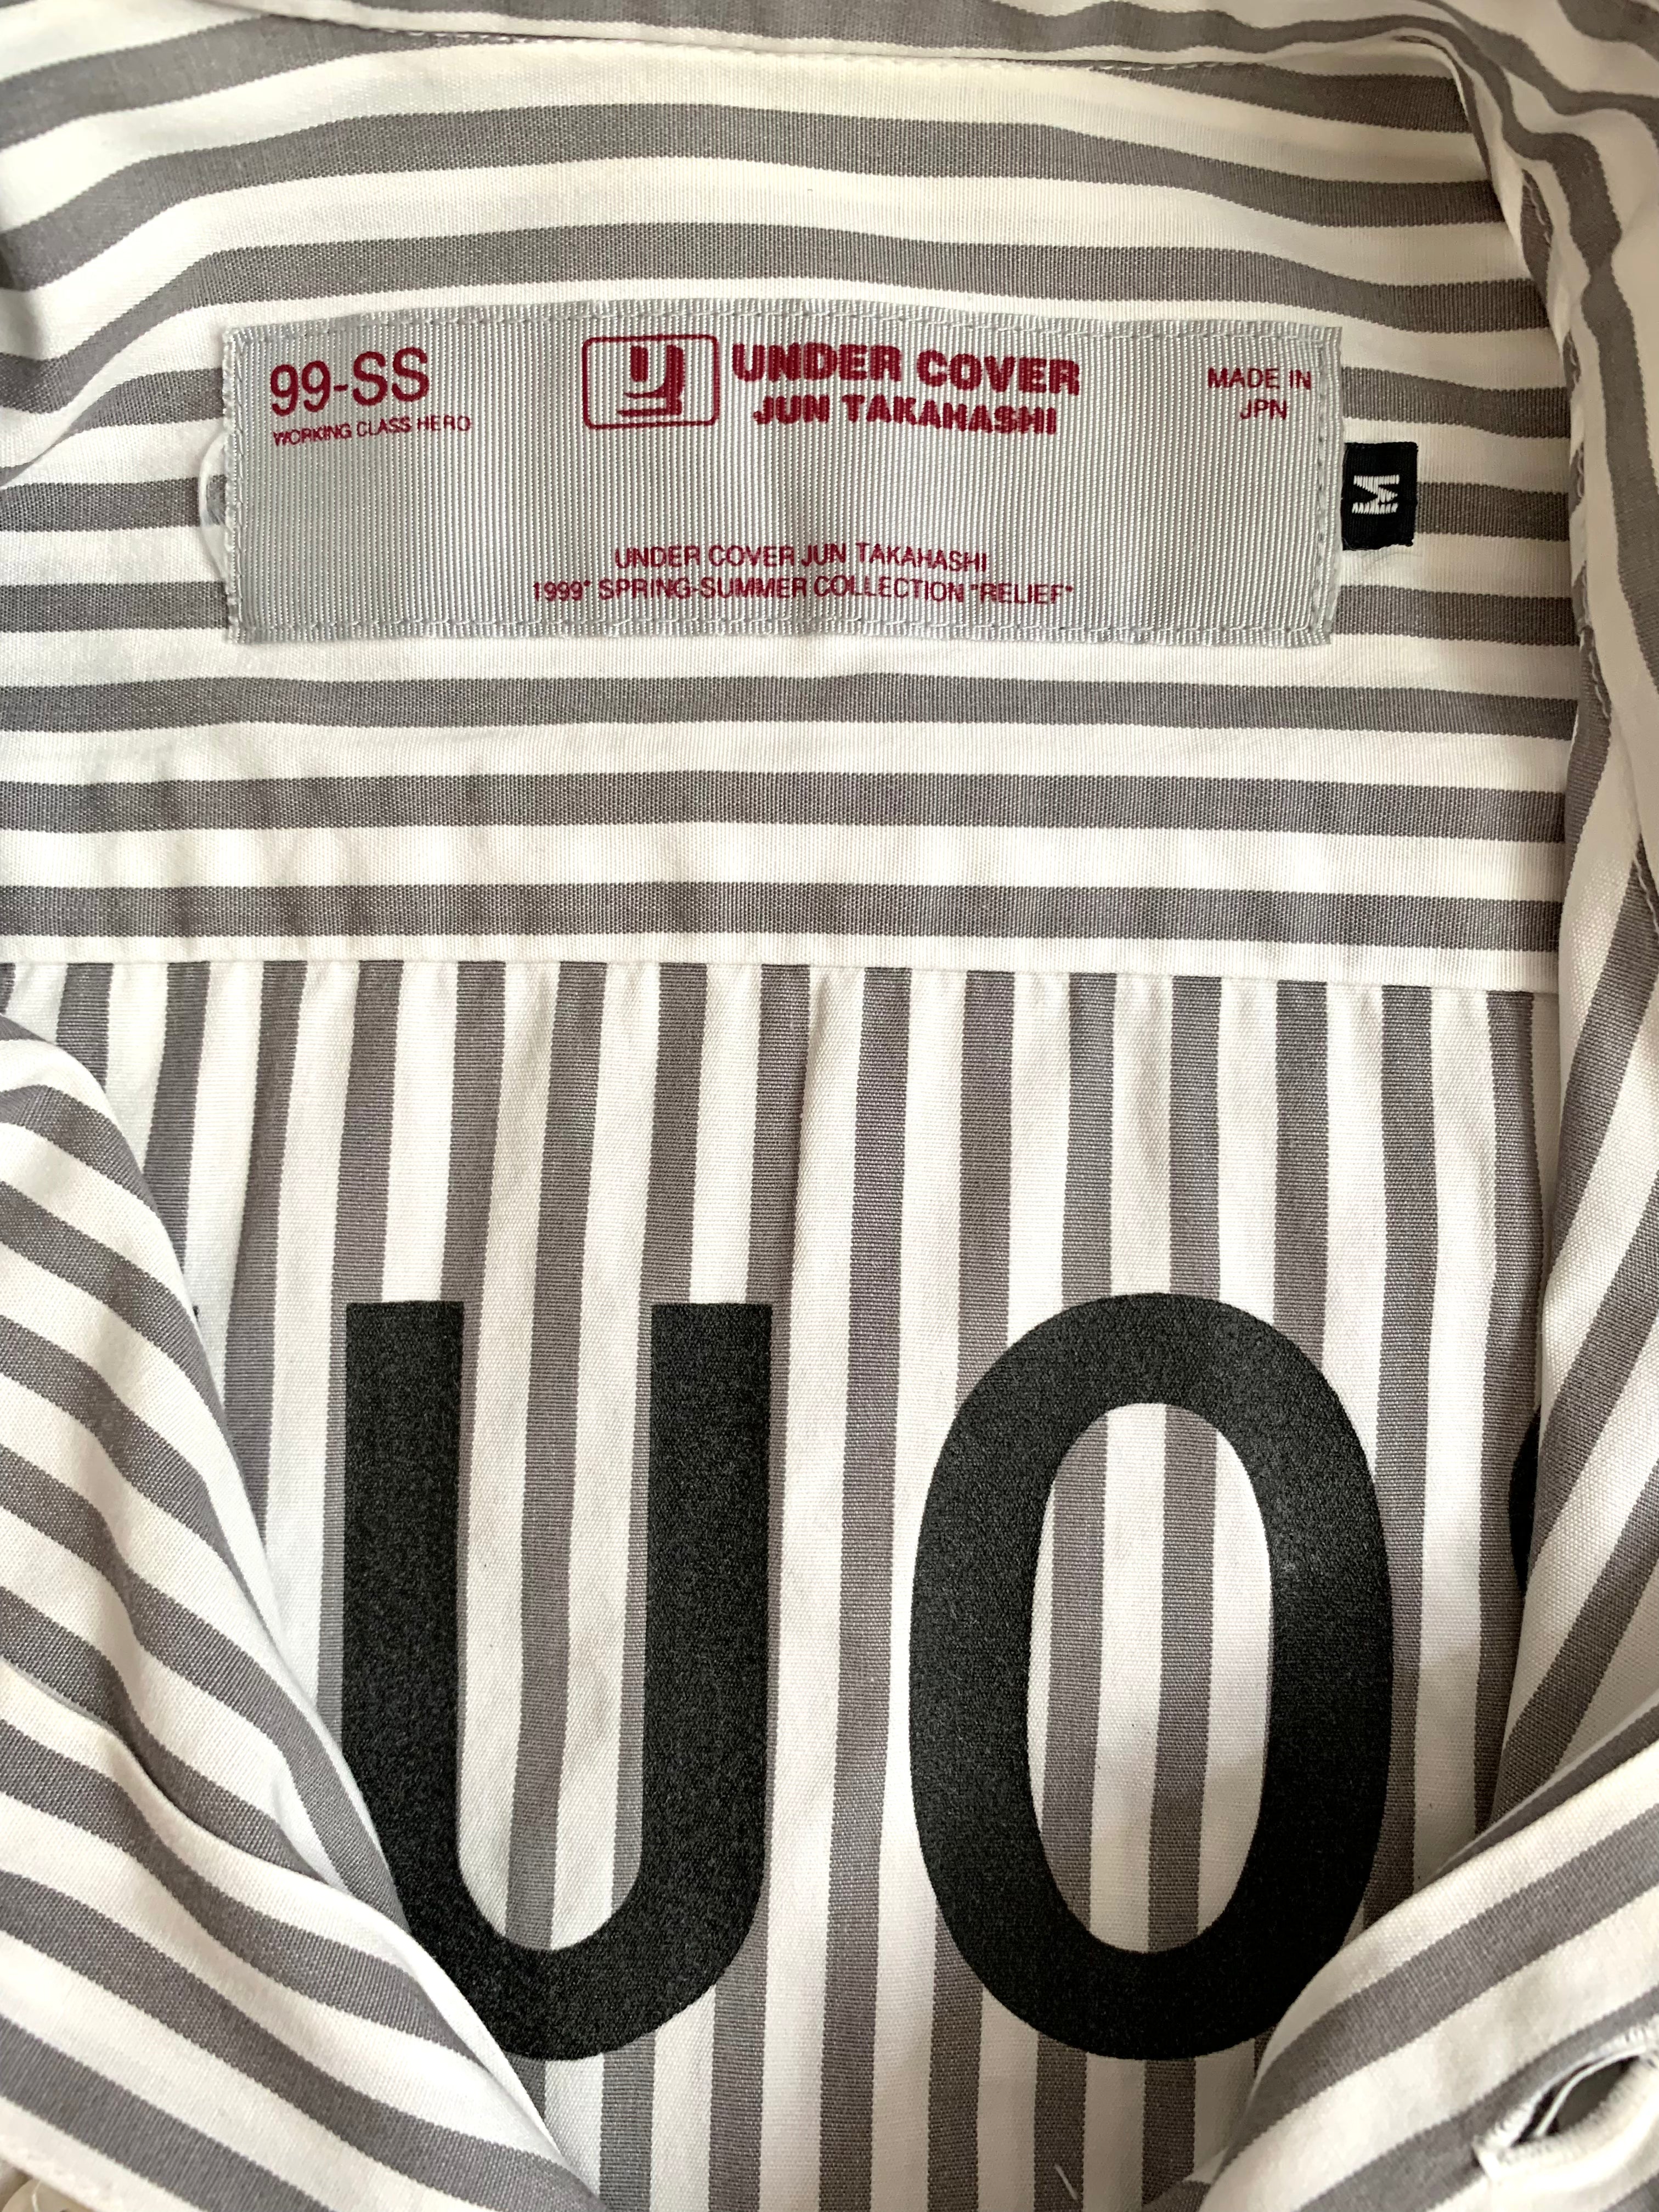 99-SS
WORKING CLASS HERO
UNDER COVER
JUN TAKAHASHI
MADE IN
JPN
M
UNDER COVER JUN TAKAHASHI
1999" SPRING-SUMMER COLLECTION "RELIEF"
UO